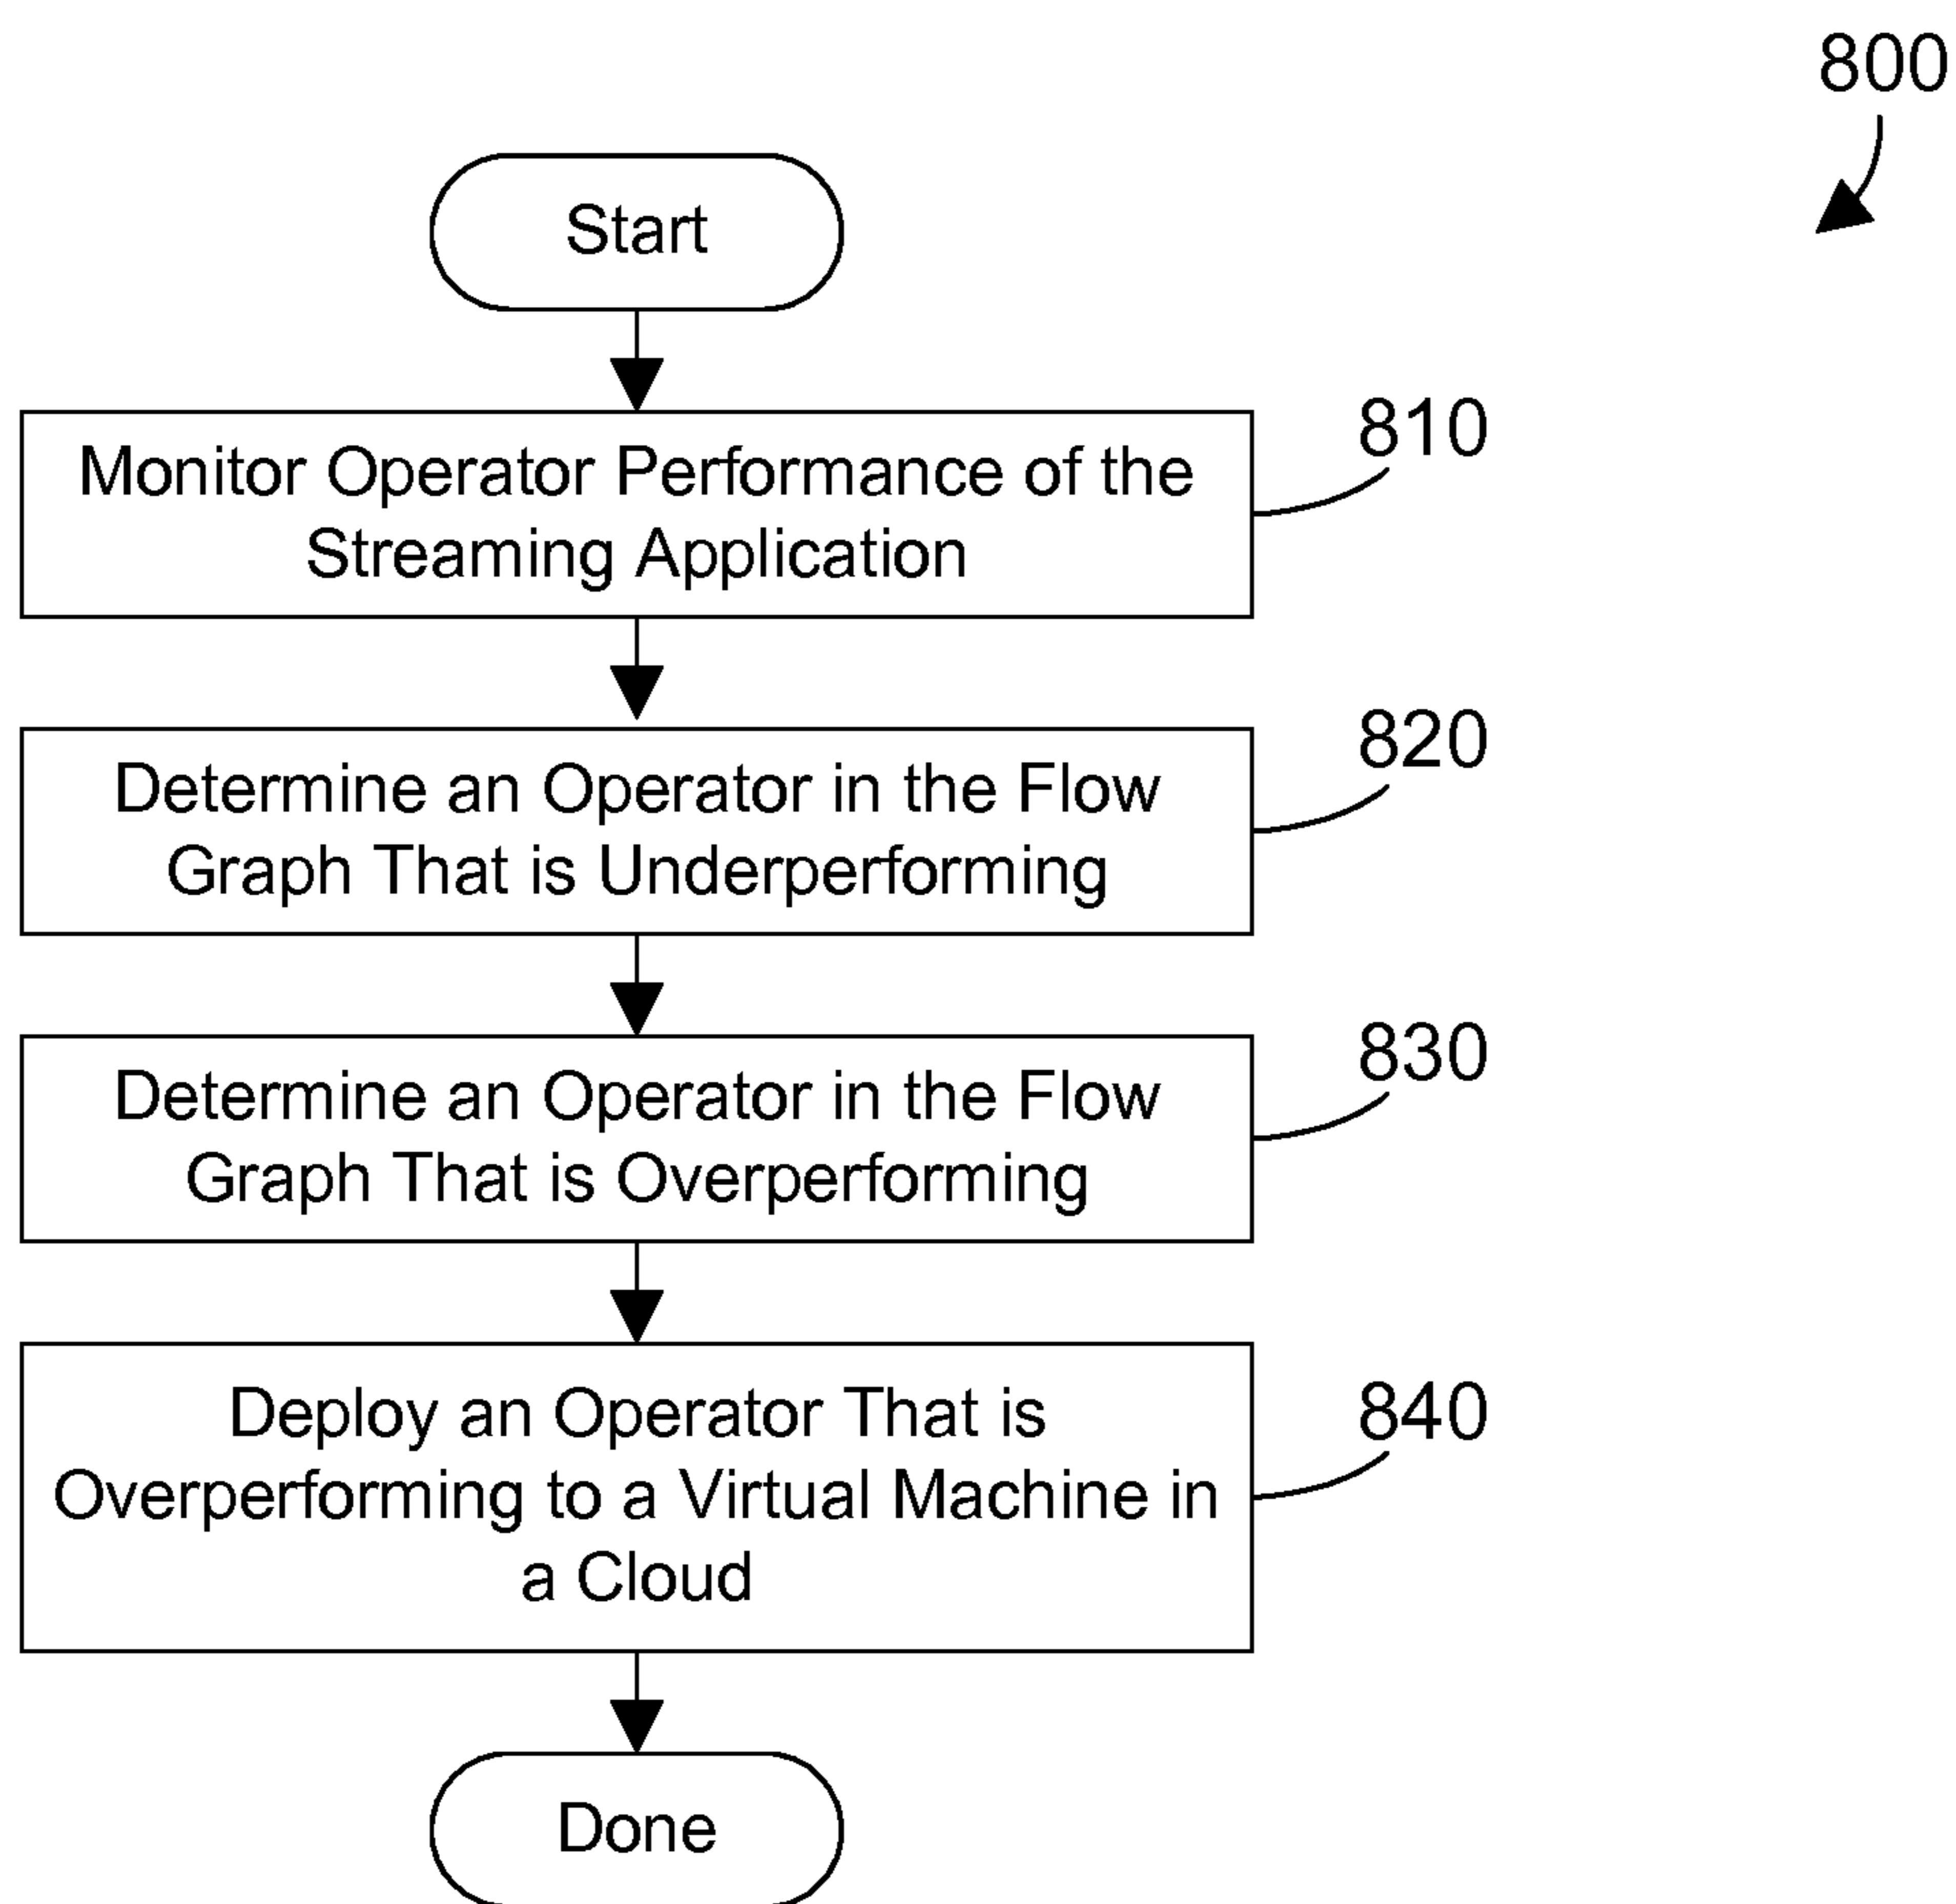 800
Start
810
Monitor Operator Performance of the
Streaming Application
820
Determine an Operator in the Flow
Graph That is Underperforming
830
Determine an Operator in the Flow
Graph That is Overperforming
840
Deploy an Operator That is
Overperforming to a Virtual Machine in
a Cloud
Done